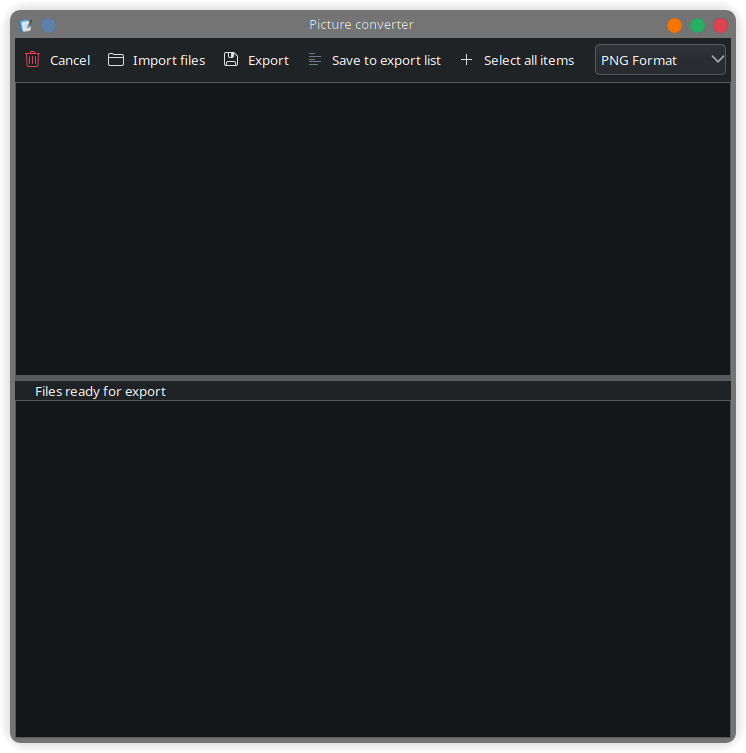 Picture converter
Cancel Import files Export Save to export list Select all items PNG Format
Files ready for export